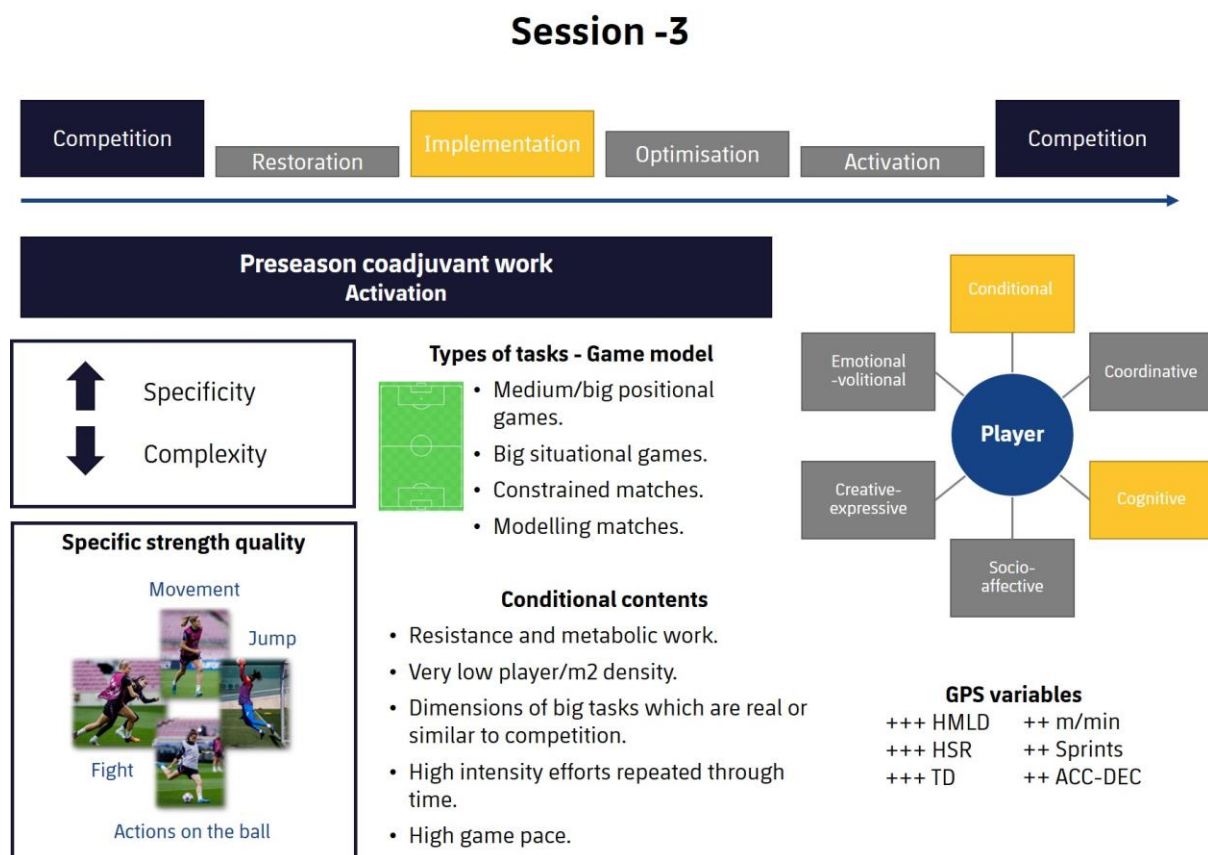 Session -3
Competition
Restoration
Implementation
Optimisation
Activation
Competition
Preseason coadjuvant work
Activation
Specificity
Complexity
Types of tasks - Game model
• Medium/big positional
games.
• Big situational games.
• Constrained matches.
• Modelling matches.
Conditional
Emotional
-volitional
Coordinative
Player
Creative-
expressive
Cognitive
Socio-
affective
Specific strength quality
Movement
Jump
Fight
Actions on the ball
Conditional contents
• Resistance and metabolic work.
• Very low player/m2 density.
• Dimensions of big tasks which are real or
similar to competition.
• High intensity efforts repeated through
time.
• High game pace.
GPS variables
+++ HMLD ++ m/min
+++ HSR ++ Sprints
+++ TD ++ ACC-DEC